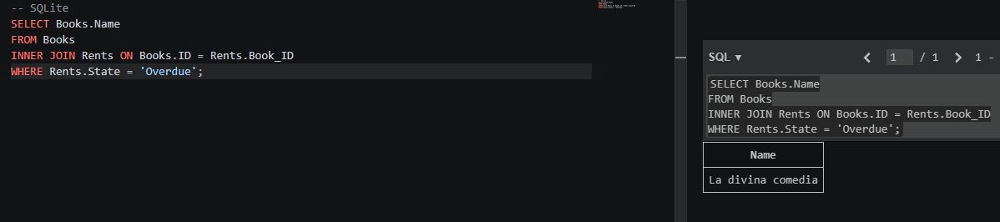 -- SQLite
SELECT Books.Name
FROM Books
INNER JOIN Rents ON Books.ID = Rents.Book_ID
WHERE Rents.State = 'Overdue';
SQL ▾
1 / 1
1 -
SELECT Books.Name
FROM Books
INNER JOIN Rents ON Books.ID = Rents.Book_ID
WHERE Rents.State = 'Overdue';
Name
La divina comedia